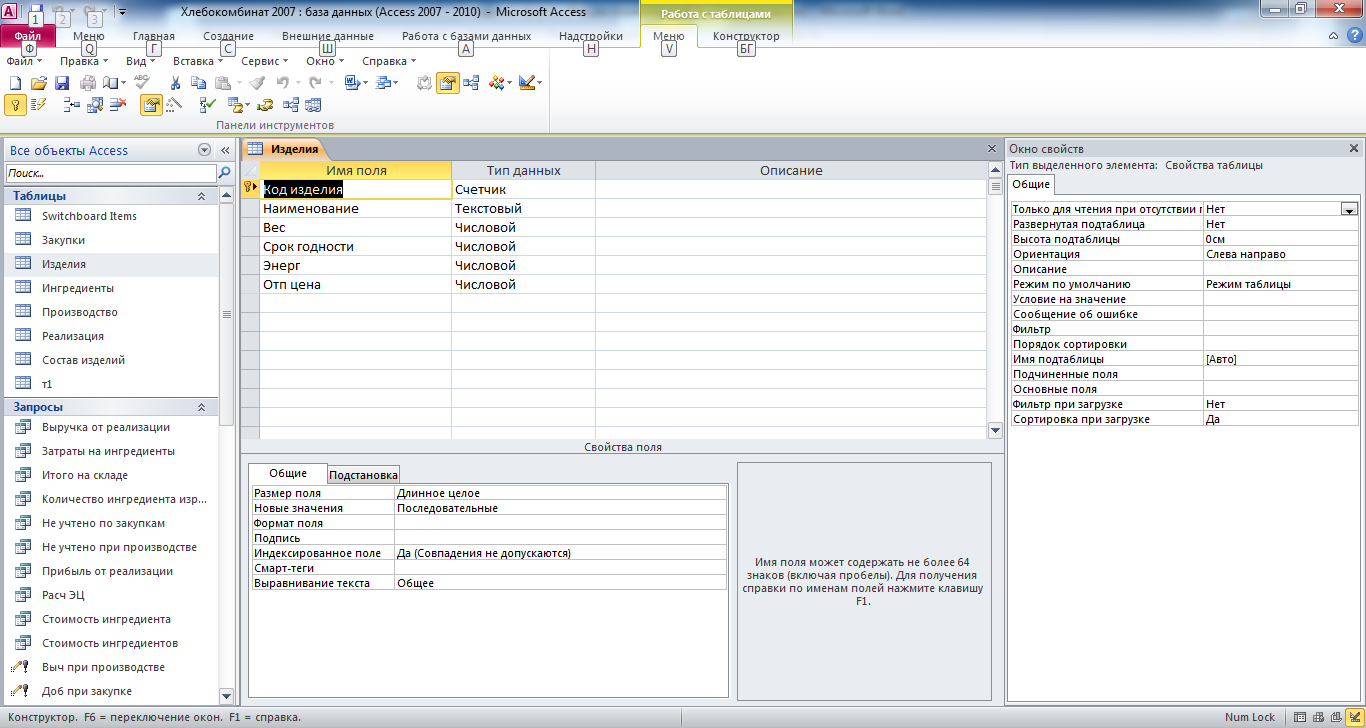 Хлебокомбинат 2007 : база данных (Access 2007 - 2010) - Microsoft Access
Работа с таблицами
1 2 3
Файл Меню Главная Создание Внешние данные Работа с базами данных Надстройки Меню Конструктор
Ф Q Г С Ш А Н V БГ
Файл Правка Вид Вставка Сервис Окно Справка
Панели инструментов
Все объекты Access
Поиск...
Таблицы
Switchboard Items
Закупки
Изделия
Ингредиенты
Производство
Реализация
Состав изделий
т1
Запросы
Выручка от реализации
Затраты на ингредиенты
Итого на складе
Количество ингредиента изр...
Не учтено по закупкам
Не учтено при производстве
Прибыль от реализации
Расч ЭЦ
Стоимость ингредиента
Стоимость ингредиентов
Выч при производстве
Доб при закупке
Изделия
Имя поля Тип данных Описание
Код изделия Счетчик
Наименование Текстовый
Вес Числовой
Срок годности Числовой
Энерг Числовой
Отп цена Числовой
Свойства поля
Общие Подстановка
Размер поля Длинное целое
Новые значения Последовательные
Формат поля
Подпись
Индексированное поле Да (Совпадения не допускаются)
Смарт-теги
Выравнивание текста Общее
Имя поля может содержать не более 64
знаков (включая пробелы). Для получения
справки по именам полей нажмите клавишу
F1.
Окно свойств
Тип выделенного элемента: Свойства таблицы
Общие
Только для чтения при отсутствии п Нет
Развернутая подтаблица Нет
Высота подтаблицы 0см
Ориентация Слева направо
Описание
Режим по умолчанию Режим таблицы
Условие на значение
Сообщение об ошибке
Фильтр
Порядок сортировки
Имя подтаблицы [Авто]
Подчиненные поля
Основные поля
Фильтр при загрузке Нет
Сортировка при загрузке Да
Конструктор. F6 = переключение окон. F1 = справка.
Num Lock